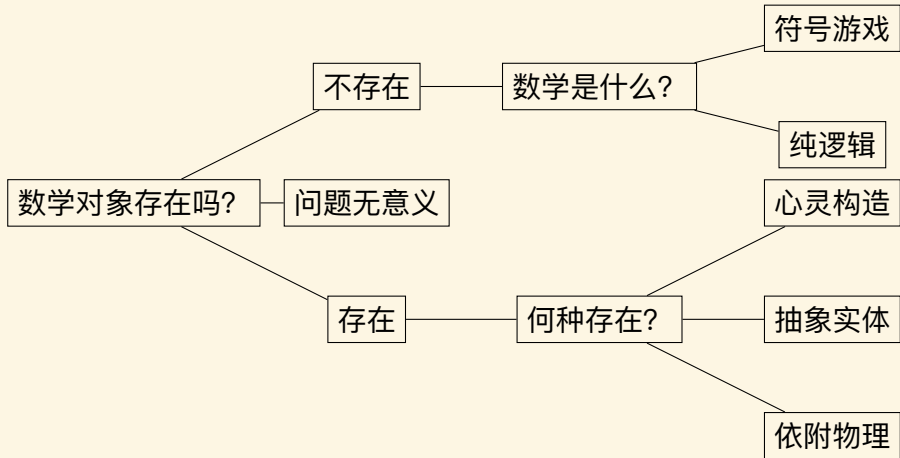 符号游戏
不存在
数学是什么?
纯逻辑
数学对象存在吗?
问题无意义
心灵构造
存在
何种存在?
抽象实体
依附物理